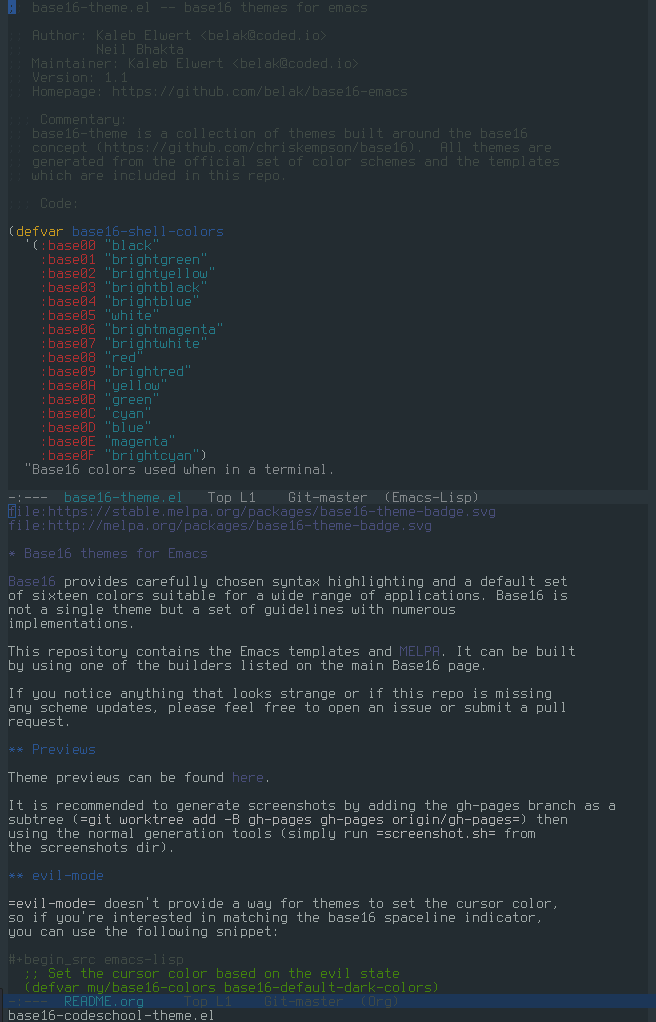 ; base16-theme.el -- base16 themes for emacs
Author: Kaleb Elwert <belak@coded.io>
Neil Bhakta
Maintainer: Kaleb Elwert <belak@coded.io>
Version: 1.1
Homepage: https://github.com/belak/base16-emacs
Commentary:
base16-theme is a collection of themes built around the base16
concept (https://github.com/chriskempson/base16).  All themes are
generated from the official set of color schemes and the templates
which are included in this repo.
Code:
(defvar base16-shell-colors
'(:base00 "black"
:base01 "brightgreen"
:base02 "brightyellow"
:base03 "brightblack"
:base04 "brightblue"
:base05 "white"
:base06 "brightmagenta"
:base07 "brightwhite"
:base08 "red"
:base09 "brightred"
:base0A "yellow"
:base0B "green"
:base0C "cyan"
:base0D "blue"
:base0E "magenta"
:base0F "brightcyan")
"Base16 colors used when in a terminal.
-:---  base16-theme.el   Top L1    Git-master  (Emacs-Lisp)
file:https://stable.melpa.org/packages/base16-theme-badge.svg
file:http://melpa.org/packages/base16-theme-badge.svg
* Base16 themes for Emacs
Base16 provides carefully chosen syntax highlighting and a default set
of sixteen colors suitable for a wide range of applications. Base16 is
not a single theme but a set of guidelines with numerous
implementations.
This repository contains the Emacs templates and MELPA. It can be built
by using one of the builders listed on the main Base16 page.
If you notice anything that looks strange or if this repo is missing
any scheme updates, please feel free to open an issue or submit a pull
request.
** Previews
Theme previews can be found here.
It is recommended to generate screenshots by adding the gh-pages branch as a
subtree (=git worktree add -B gh-pages gh-pages origin/gh-pages=) then
using the normal generation tools (simply run =screenshot.sh= from
the screenshots dir).
** evil-mode
=evil-mode= doesn't provide a way for themes to set the cursor color,
so if you're interested in matching the base16 spaceline indicator,
you can use the following snippet:
#+begin_src emacs-lisp
;; Set the cursor color based on the evil state
(defvar my/base16-colors base16-default-dark-colors)
-:---  README.org     Top L1    Git-master  (Org)
base16-codeschool-theme.el